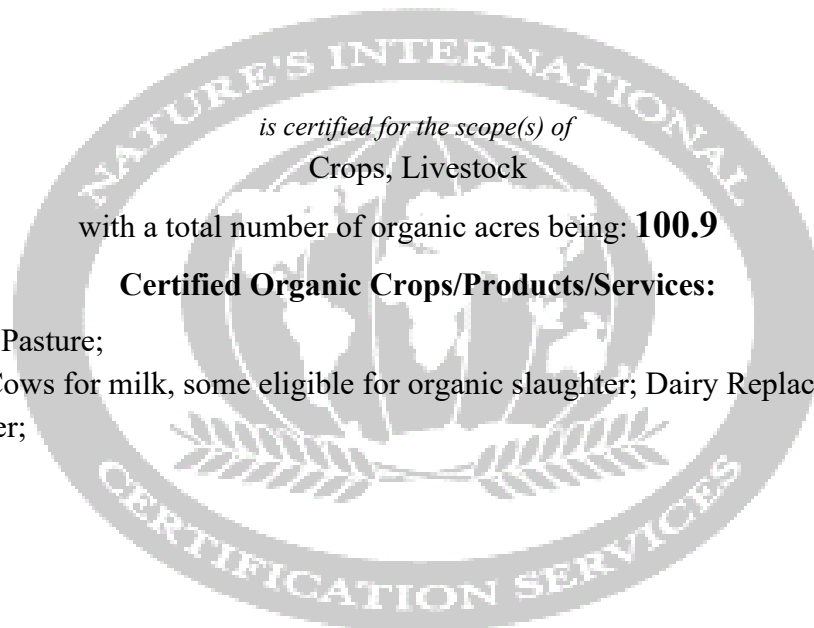 NATURE'S INTERNATIONAL
is certified for the scope(s) of
Crops, Livestock
with a total number of organic acres being: 100.9
Certified Organic Crops/Products/Services:
Pasture;
Cows for milk, some eligible for organic slaughter; Dairy Replac
er;
CERTIFICATION SERVICES